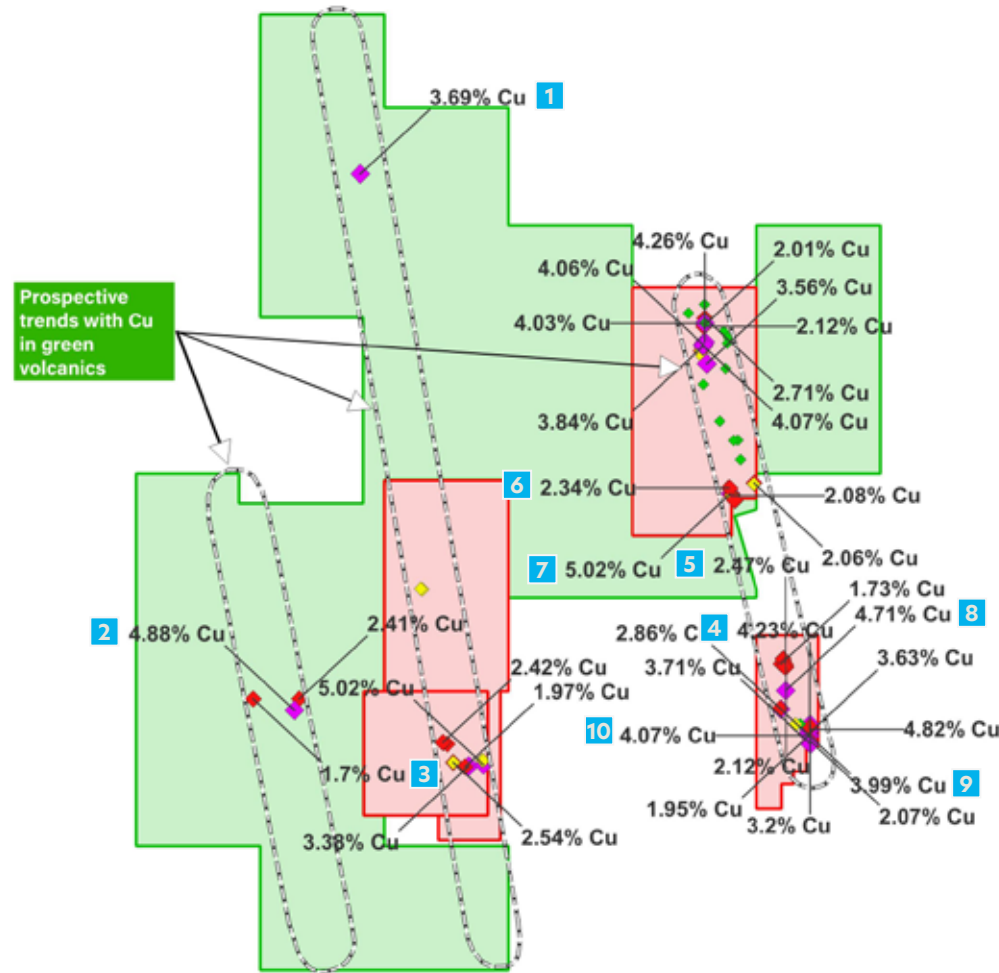 3.69% Cu 1
4.26% Cu
2.01% Cu
4.06% Cu
3.56% Cu
Prospective
trends with Cu
in green
volcanics
4.03% Cu
2.12% Cu
2.71% Cu
3.84% Cu
4.07% Cu
6 2.34% Cu
2.08% Cu
2.06% Cu
7 5.02% Cu
5 2.47% Cu
1.73% Cu
4.71% Cu 8
2 4.88% Cu
2.41% Cu
2.86% C 4 4.23% Cu
2.42% Cu
3.63% Cu
5.02% Cu
1.97% Cu
3.71% Cu
10 4.07% Cu
4.82% Cu
1.7% Cu 3
2.12% Cu
3.99% Cu 9
1.95% Cu
2.07% Cu
3.38% Cu
2.54% Cu
3.2% Cu